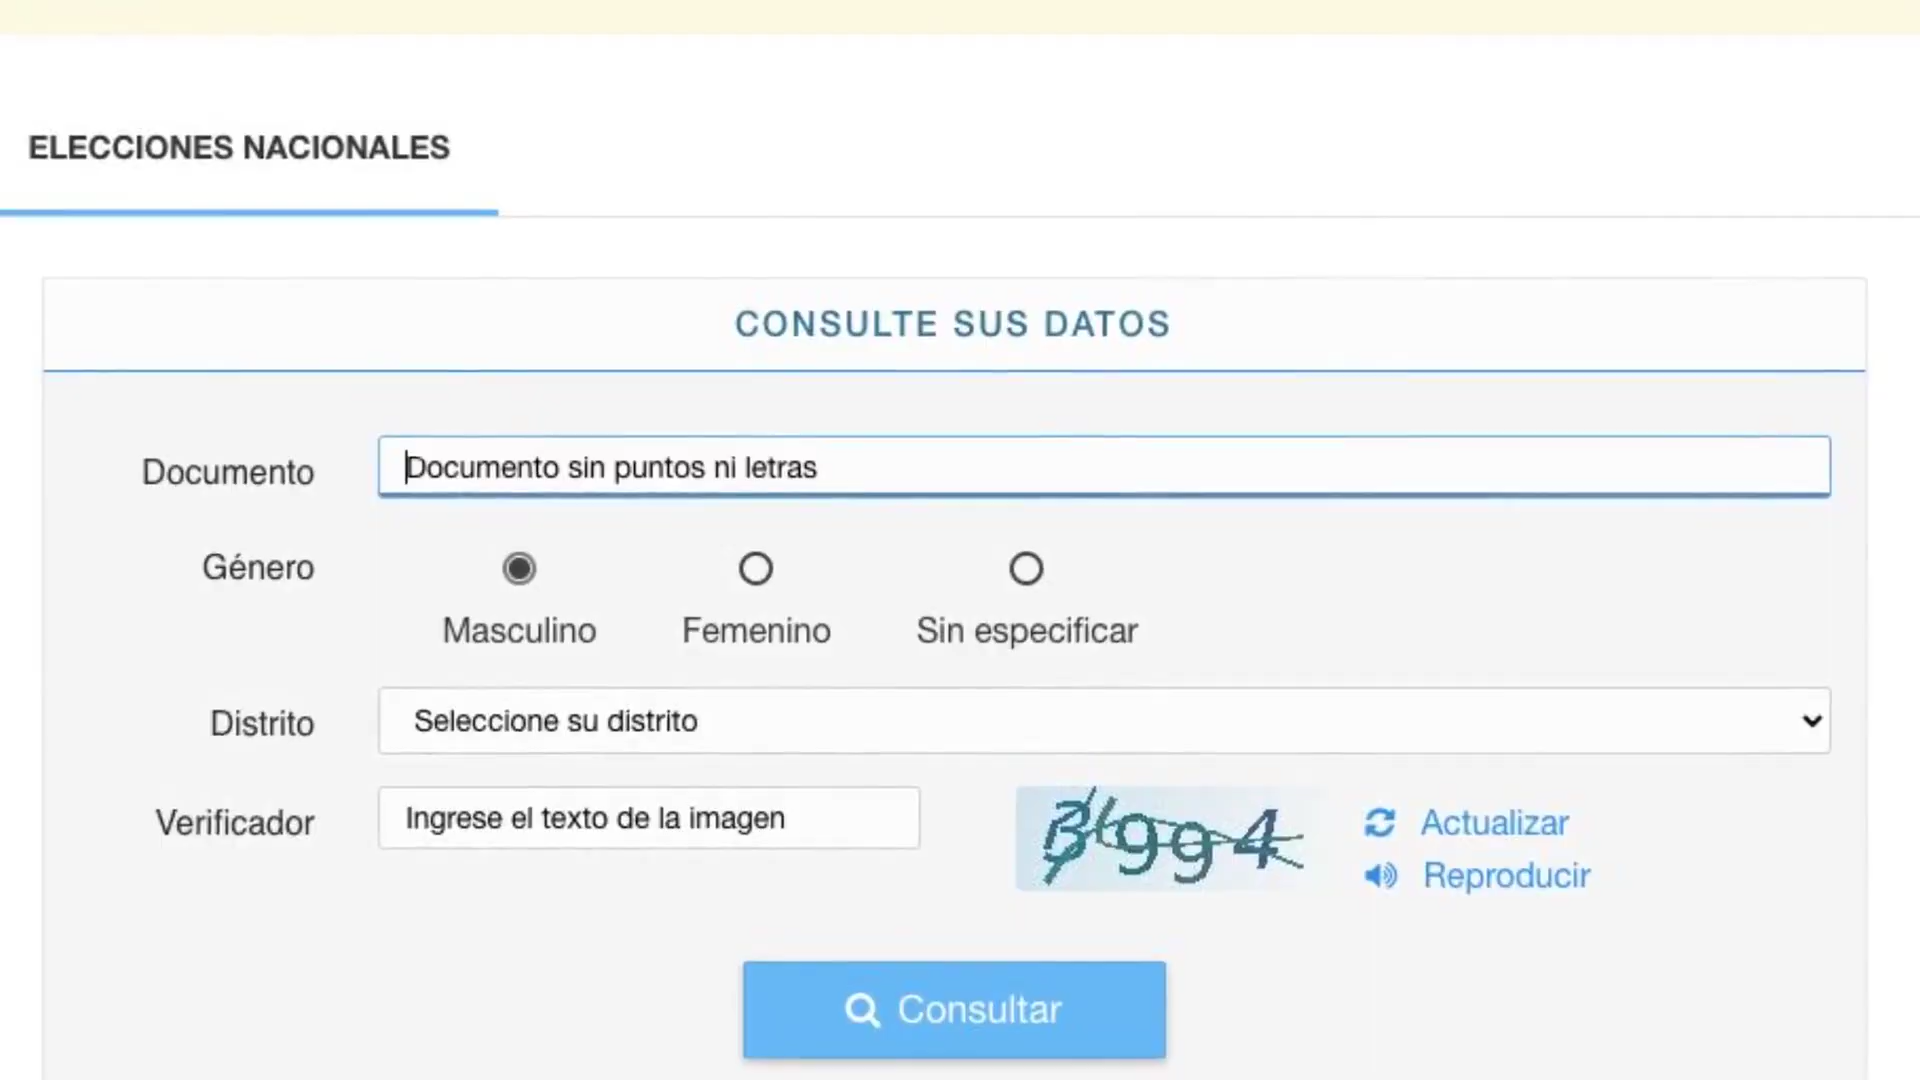 ELECCIONES NACIONALES
CONSULTE SUS DATOS
Documento
Documento sin puntos ni letras
Género
Masculino
Femenino
Sin especificar
Distrito
Seleccione su distrito
Verificador
Ingrese el texto de la imagen
Actualizar
Reproducir
Consultar